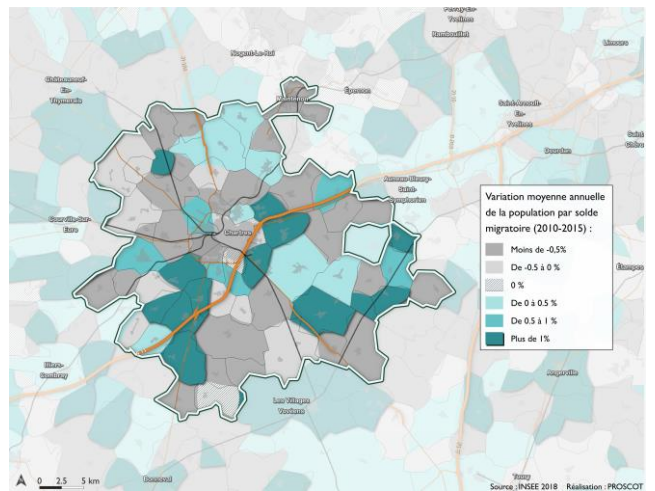 Rambouillet
Limours
Nogent-Le-Roi
Châteauneuf-
En-
Thymerais
Épernon
Saint-Arnoult-
En-
Yvelines
Dourdan
Auneau-Bleury-
Saint-
Symphorien
Courville-Sur-
Eure
Chartres
Variation moyenne annuelle
de la population par solde
migratoire (2010-2015) :
Moins de -0,5%
De -0.5 à 0 %
0 %
De 0 à 0.5 %
De 0.5 à 1 %
Plus de 1%
Étampes
Illiers-
Combray
Angerville
Les Villages
Vovéens
Bonneval
Toury
0 2.5 5 km
Source : INSEE 2018 Réalisation : PROSCOT